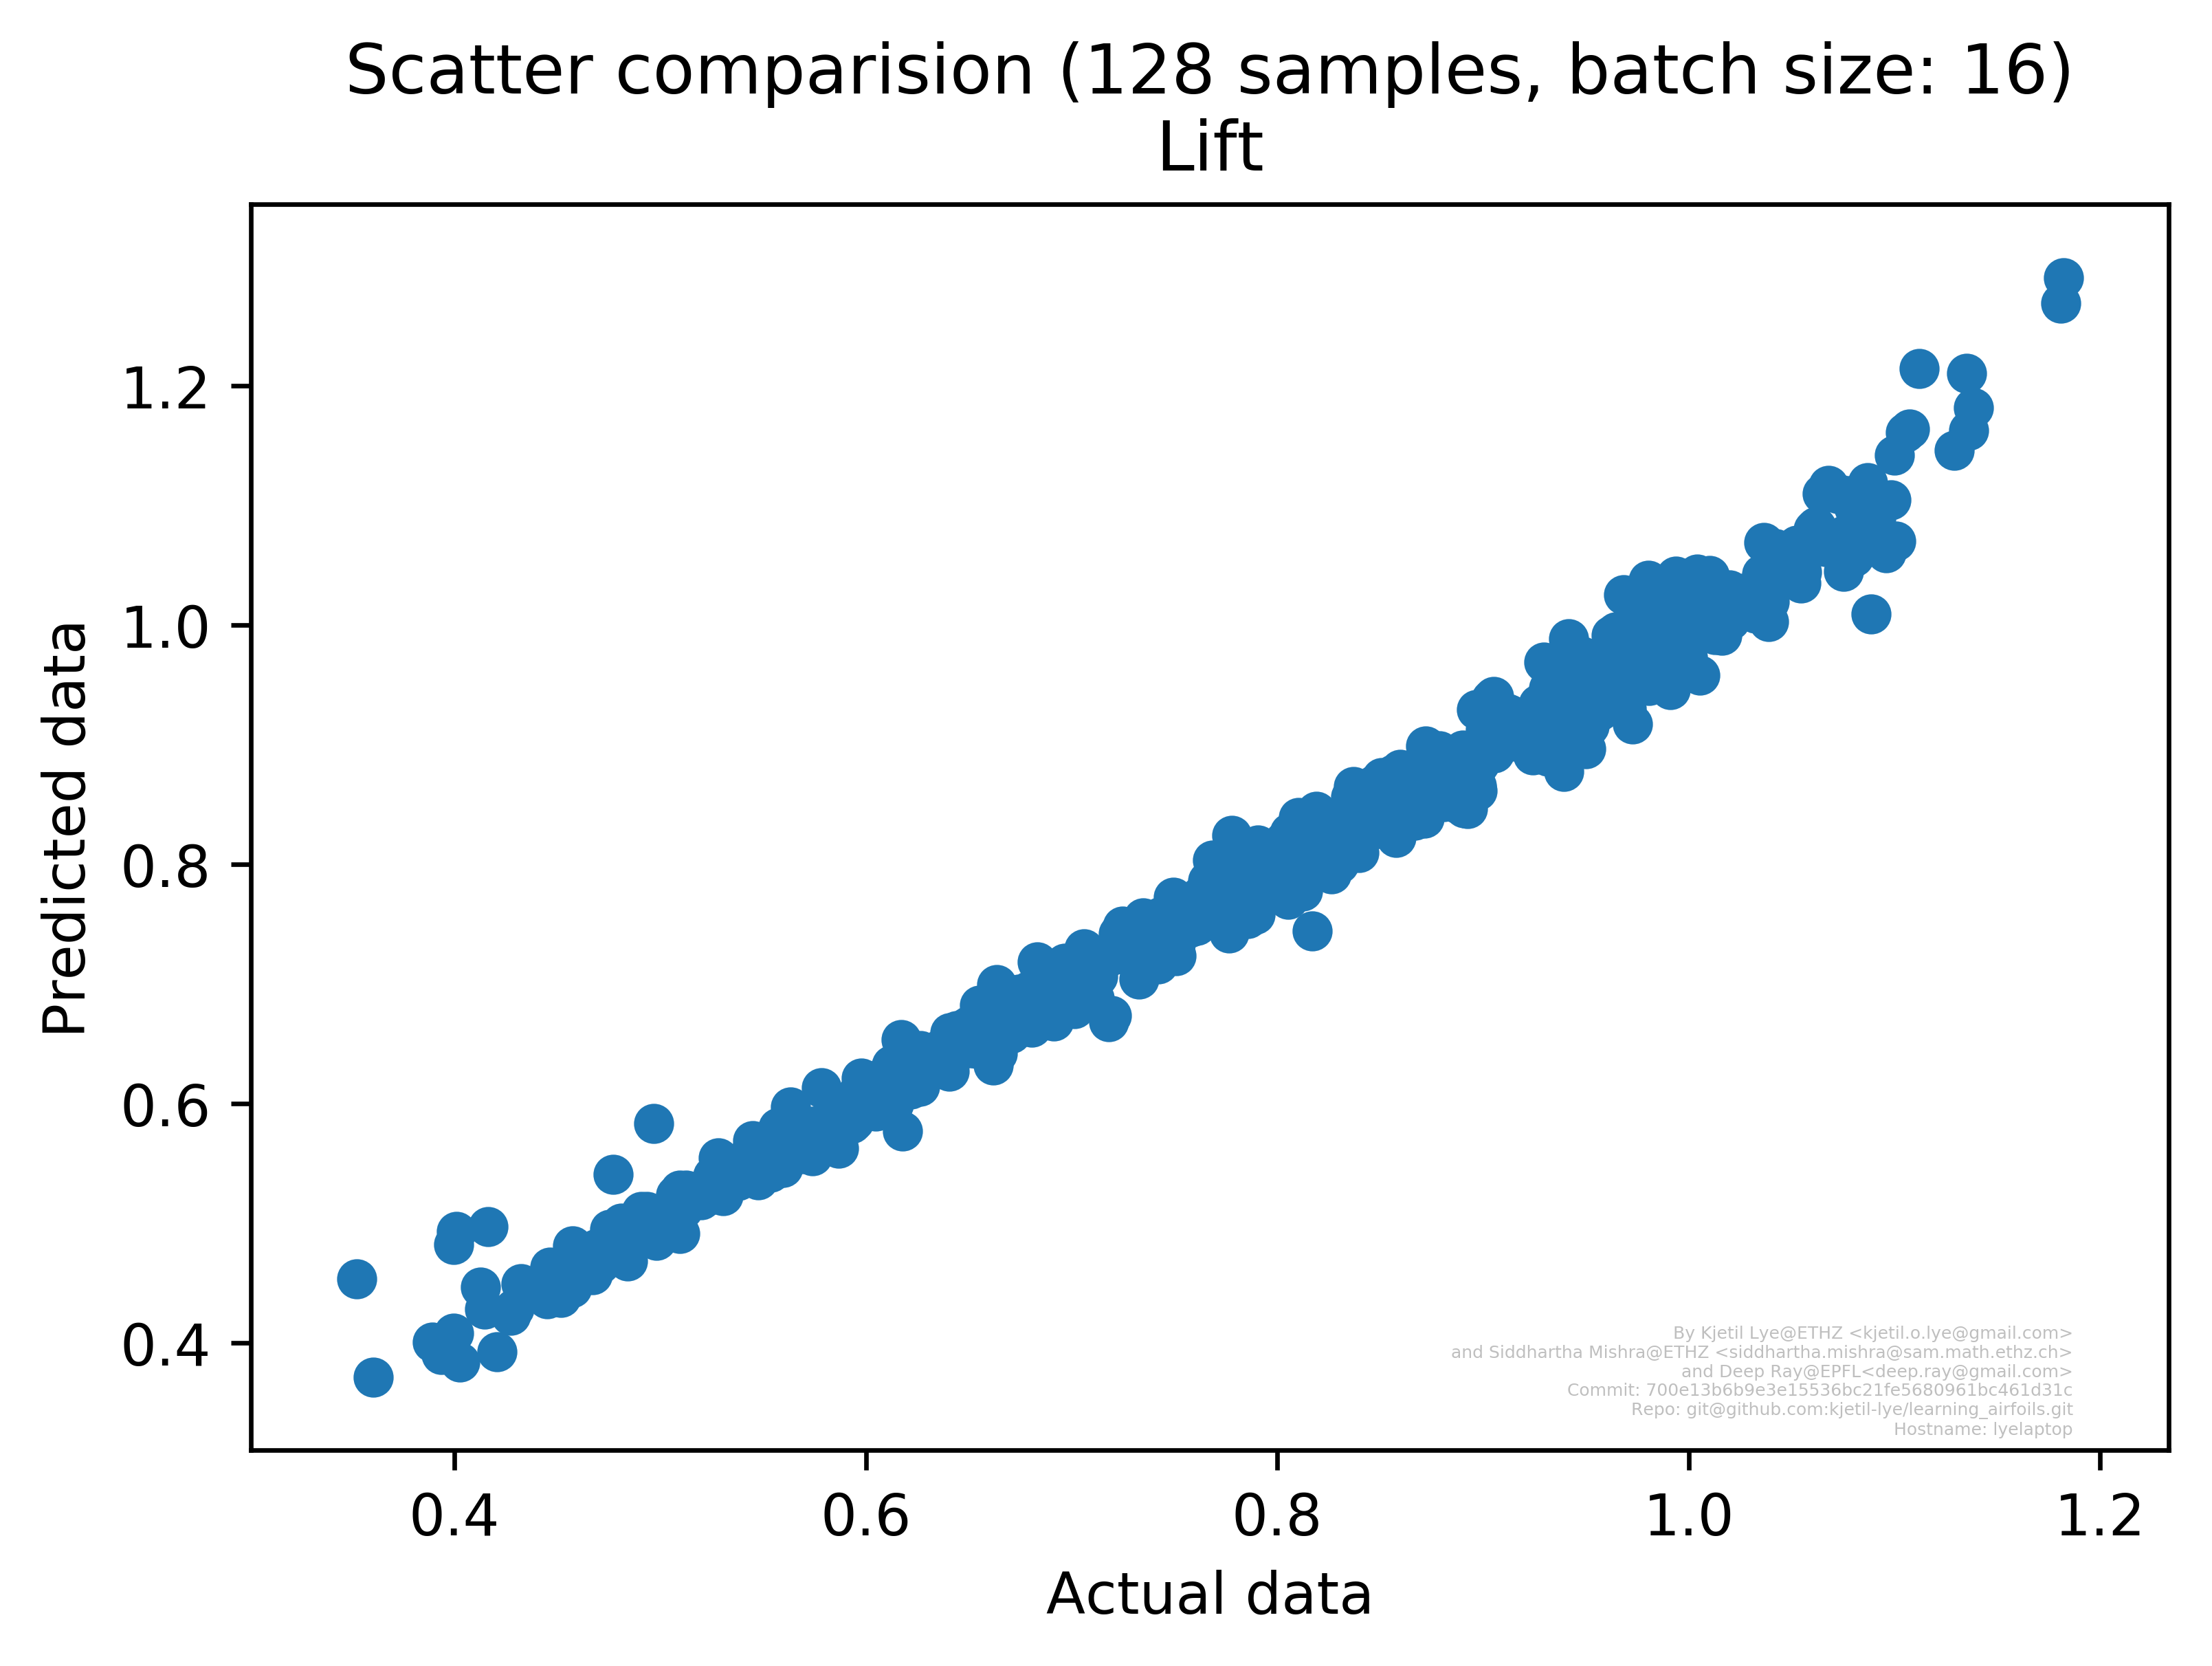 Scatter comparision (128 samples, batch size: 16)
Lift
1.2
1.0
0.8
0.6
0.4
Predicted data
By Kjetil Lye@ETHZ <kjetil.o.lye@gmail.com>
and Siddhartha Mishra@ETHZ <siddhartha.mishra@sam.math.ethz.ch>
and Deep Ray@EPFL<deep.ray@gmail.com>
Commit: 700e13b6b9e3e15536bc21fe5680961bc461d31c
Repo: git@github.com:kjetil-lye/learning_airfoils.git
Hostname: lyelaptop
0.4 0.6 0.8 1.0 1.2
Actual data